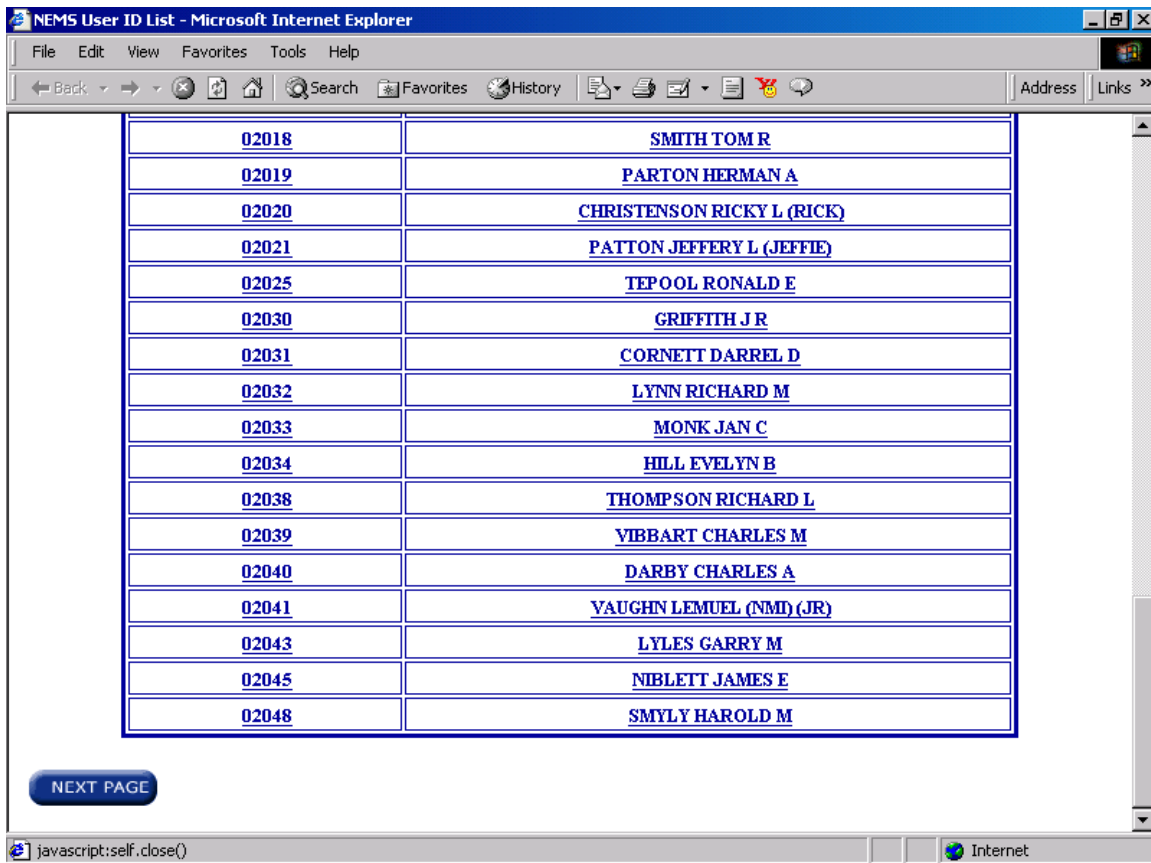 NEMS User ID List - Microsoft Internet Explorer
File Edit View Favorites Tools Help
Back Search Favorites History Address Links »
02018 SMITH TOM R
02019 PARTON HERMAN A
02020 CHRISTENSON RICKY L (RICK)
02021 PATTON JEFFERY L (JEFFIE)
02025 TEPOOL RONALD E
02030 GRIFFITH J R
02031 CORNETT DARREL D
02032 LYNN RICHARD M
02033 MONK JAN C
02034 HILL EVELYN B
02038 THOMPSON RICHARD L
02039 VIBBART CHARLES M
02040 DARBY CHARLES A
02041 VAUGHN LEMUEL (NMI) (JR)
02043 LYLES GARRY M
02045 NIBLETT JAMES E
02048 SMYLY HAROLD M
NEXT PAGE
javascript:self.close() Internet